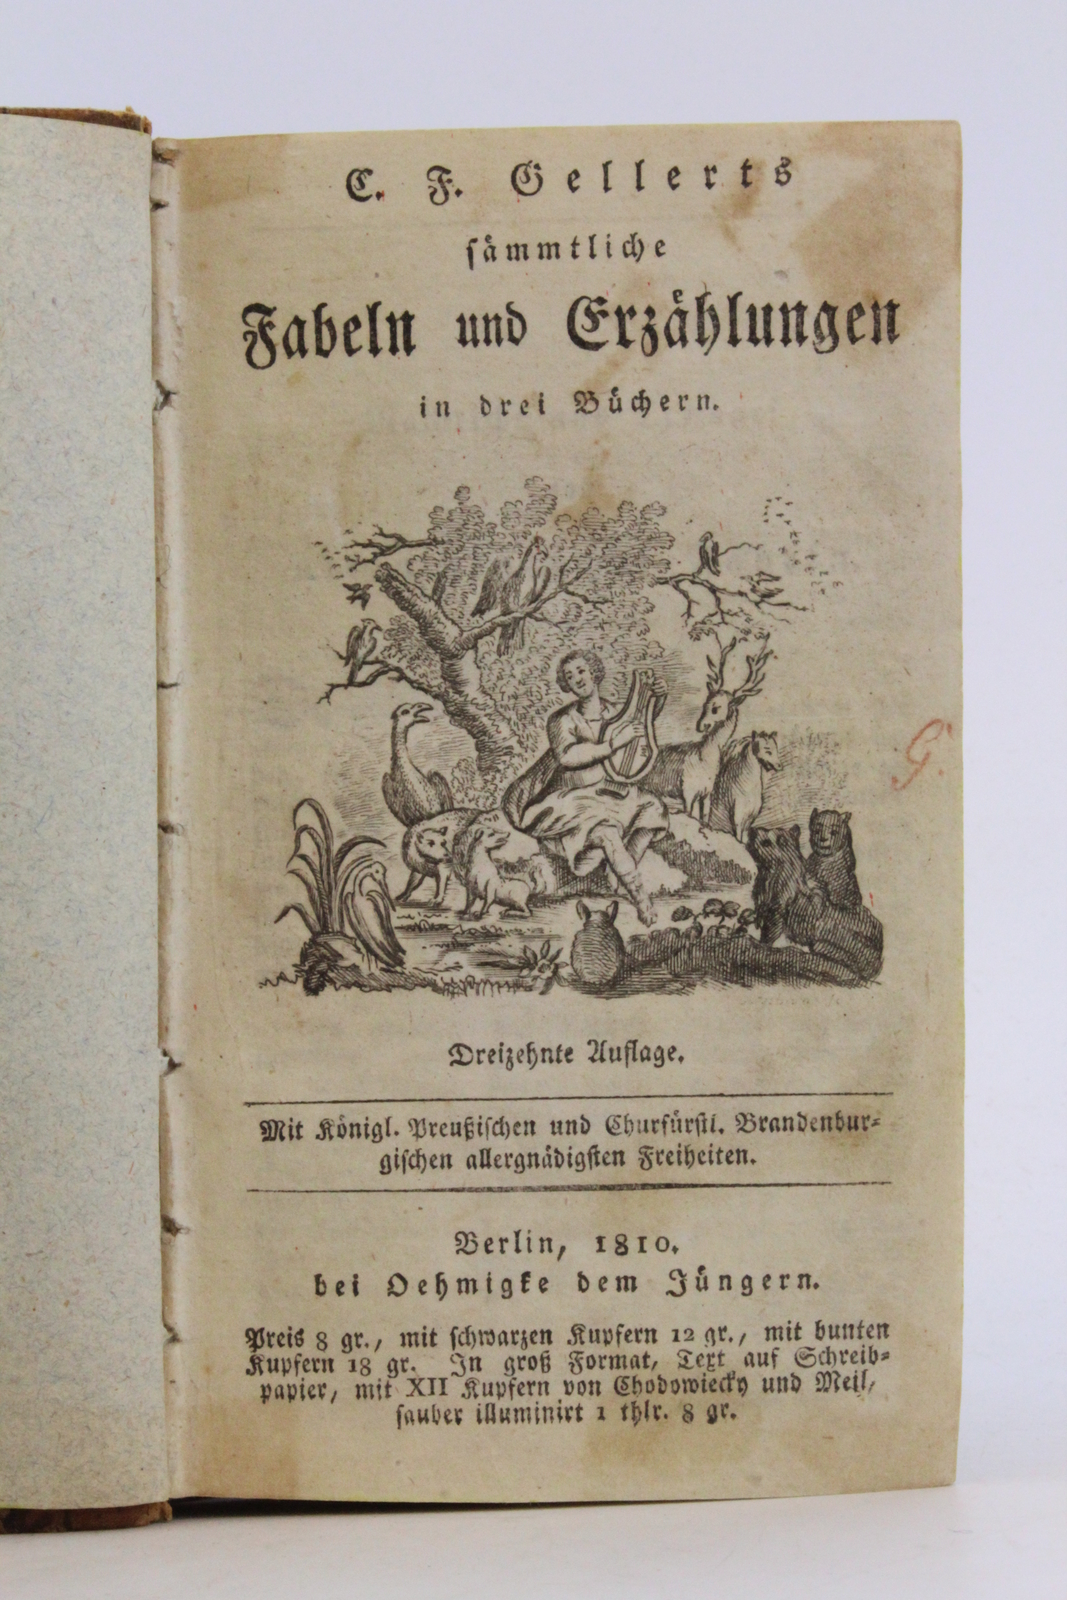 C. F. Gellerts
sämmtliche
Fabeln und Erzählungen
in drei Büchern.
G.
Dreizehnte Auflage.
Mit Königl. Preußischen und Churfürstl. Brandenbur-
gischen allergnädigsten Freiheiten.
Berlin, 1810.
bei Oehmigke dem Jüngern.
Preis 8 gr., mit schwarzen Kupfern 12 gr., mit bunten
Kupfern 18 gr. In groß Format, Text auf Schreib-
papier, mit XII Kupfern von Chodowiecky und Meil,
sauber illuminirt 1 thlr. 8 gr.